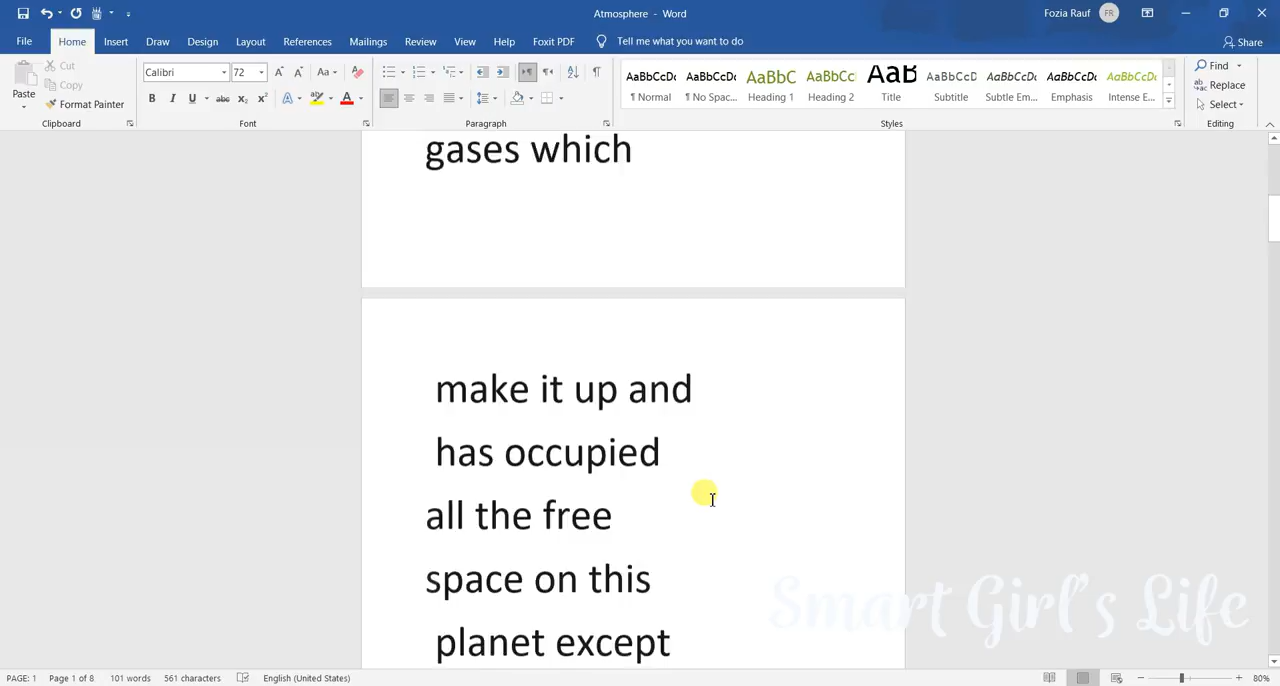 Atmosphere - Word
Fozia Rauf
FR
File Home Insert Draw Design Layout References Mailings Review View Help Foxit PDF Tell me what you want to do
Share
Paste
Cut
Copy
Format Painter
Clipboard
Calibri 72
Font
Paragraph
AaBbCcDc AaBbCcDc AaBbC AaBbCc AaB AaBbCcD AaBbCcDc AaBbCcDc AaBbCcDc
¶ Normal ¶ No Spac... Heading 1 Heading 2 Title Subtitle Subtle Em... Emphasis Intense E...
Styles
Find
Replace
Select
Editing
gases which
make it up and
has occupied
all the free
space on this
planet except
Smart Girl's Life
PAGE: 1 Page 1 of 8 101 words 561 characters English (United States) 80%